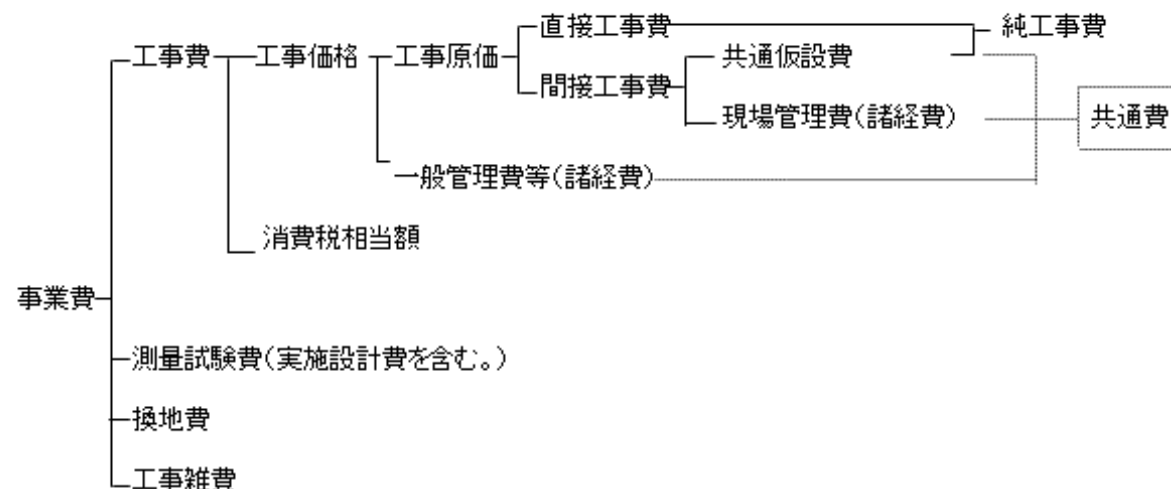 直接工事費
純工事費
工事費
工事価格
工事原価
共通仮設費
間接工事費
現場管理費(諸経費)
共通費
一般管理費等(諸経費)
消費税相当額
事業費
測量試験費(実施設計費を含む。)
換地費
工事雑費